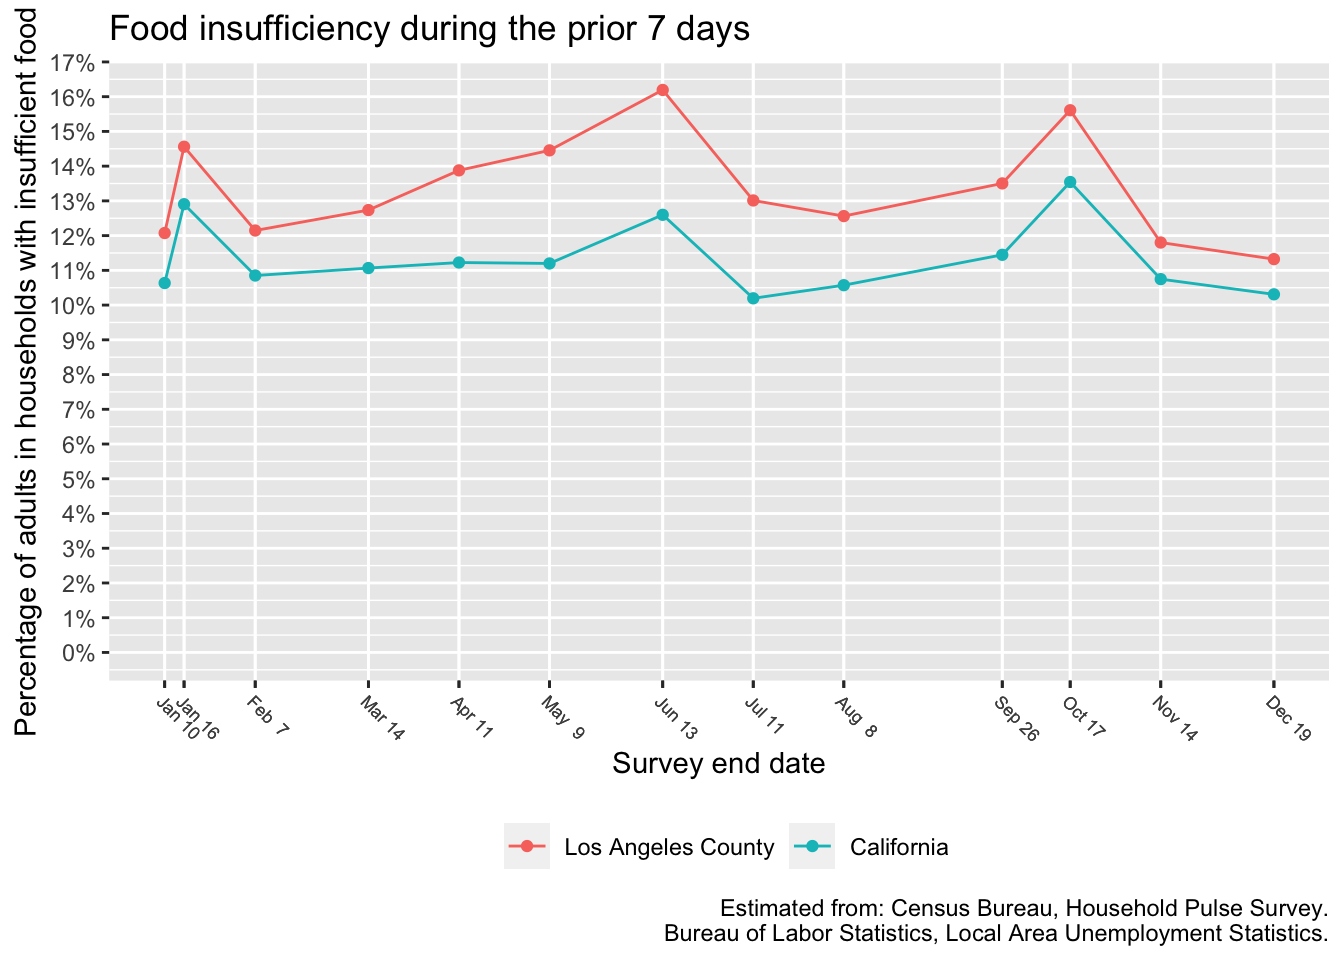 Food insufficiency during the prior 7 days
Percentage of adults in households with insufficient food
17%
16%
15%
14%
13%
12%
11%
10%
9%
8%
7%
6%
5%
4%
3%
2%
1%
0%
Jan 10
Jan 16
Feb 7
Mar 14
Apr 11
May 9
Jun 13
Jul 11
Aug 8
Sep 26
Oct 17
Nov 14
Dec 19
Survey end date
Los Angeles County
California
Estimated from: Census Bureau, Household Pulse Survey.
Bureau of Labor Statistics, Local Area Unemployment Statistics.